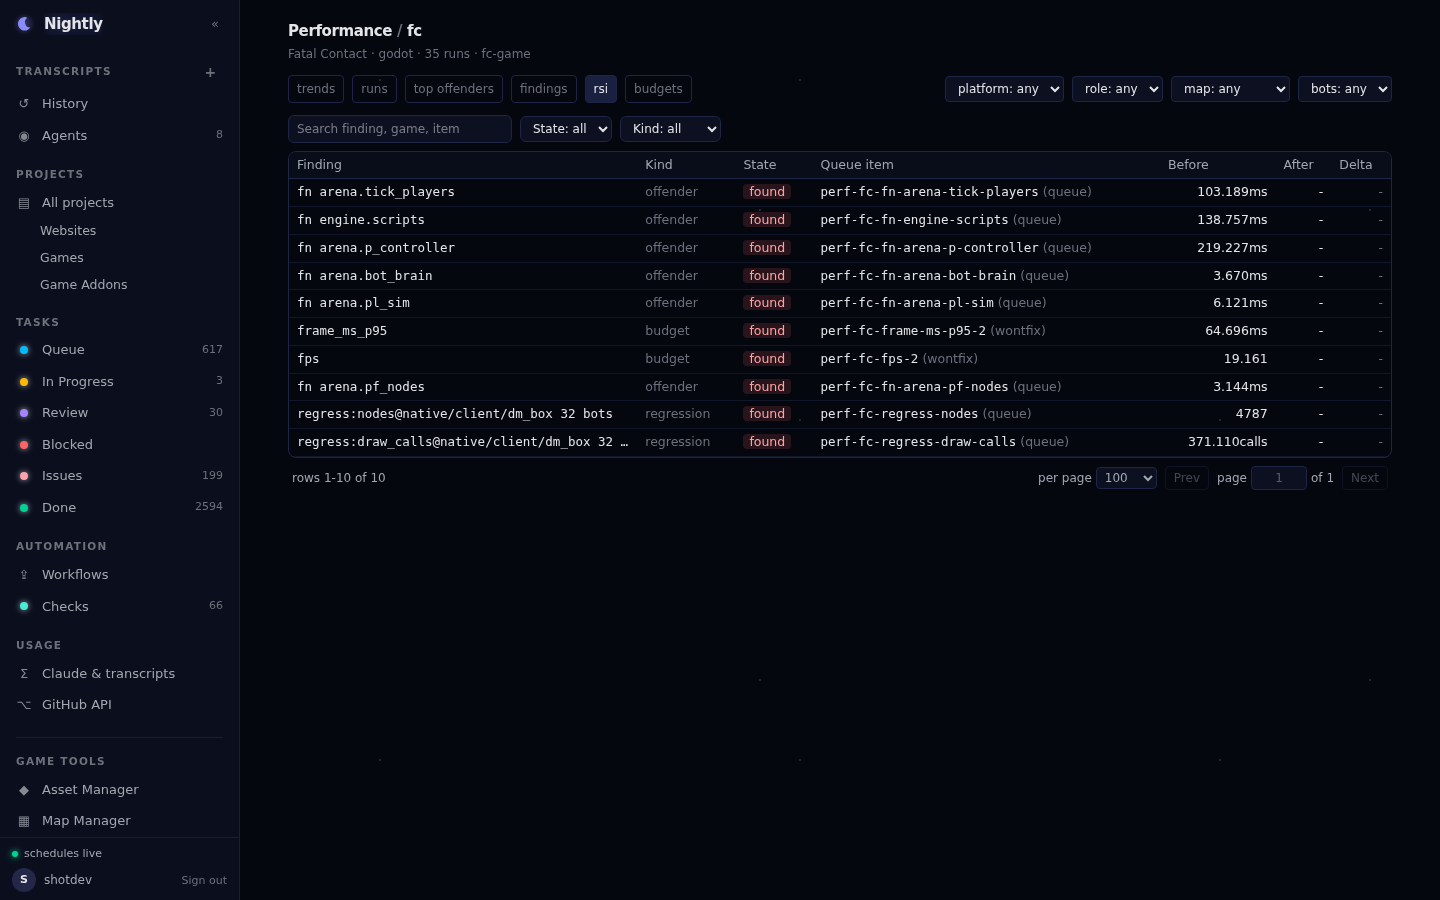 Nightly «
TRANSCRIPTS +
History
Agents 8
PROJECTS
All projects
Websites
Games
Game Addons
TASKS
Queue 617
In Progress 3
Review 30
Blocked
Issues 199
Done 2594
AUTOMATION
Workflows
Checks 66
USAGE
Σ Claude & transcripts
GitHub API
GAME TOOLS
Asset Manager
Map Manager
schedules live
S shotdev Sign out
Performance / fc
Fatal Contact · godot · 35 runs · fc-game
trends runs top offenders findings rsi budgets platform: any role: any map: any bots: any
Search finding, game, item State: all Kind: all
Finding Kind State Queue item Before After Delta
fn arena.tick_players offender found perf-fc-fn-arena-tick-players (queue) 103.189ms - -
fn engine.scripts offender found perf-fc-fn-engine-scripts (queue) 138.757ms - -
fn arena.p_controller offender found perf-fc-fn-arena-p-controller (queue) 219.227ms - -
fn arena.bot_brain offender found perf-fc-fn-arena-bot-brain (queue) 3.670ms - -
fn arena.pl_sim offender found perf-fc-fn-arena-pl-sim (queue) 6.121ms - -
frame_ms_p95 budget found perf-fc-frame-ms-p95-2 (wontfix) 64.696ms - -
fps budget found perf-fc-fps-2 (wontfix) 19.161 - -
fn arena.pf_nodes offender found perf-fc-fn-arena-pf-nodes (queue) 3.144ms - -
regress:nodes@native/client/dm_box 32 bots regression found perf-fc-regress-nodes (queue) 4787 - -
regress:draw_calls@native/client/dm_box 32 … regression found perf-fc-regress-draw-calls (queue) 371.110calls - -
rows 1-10 of 10 per page 100 Prev page 1 of 1 Next